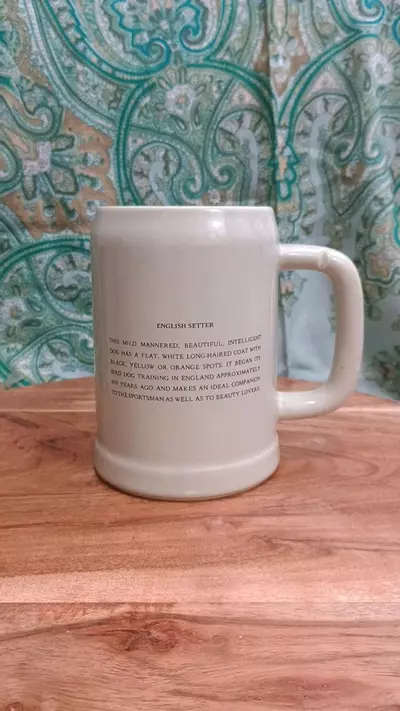 ENGLISH SETTER
THIS MILD MANNERED, BEAUTIFUL, INTELLIGENT
DOG HAS A FLAT, WHITE LONG-HAIRED COAT WITH
BLACK, YELLOW OR ORANGE SPOTS. IT BEGAN ITS
BIRD DOG TRAINING IN ENGLAND APPROXIMATELY
400 YEARS AGO AND MAKES AN IDEAL COMPANION
TO THE SPORTSMAN AS WELL AS TO BEAUTY LOVERS.